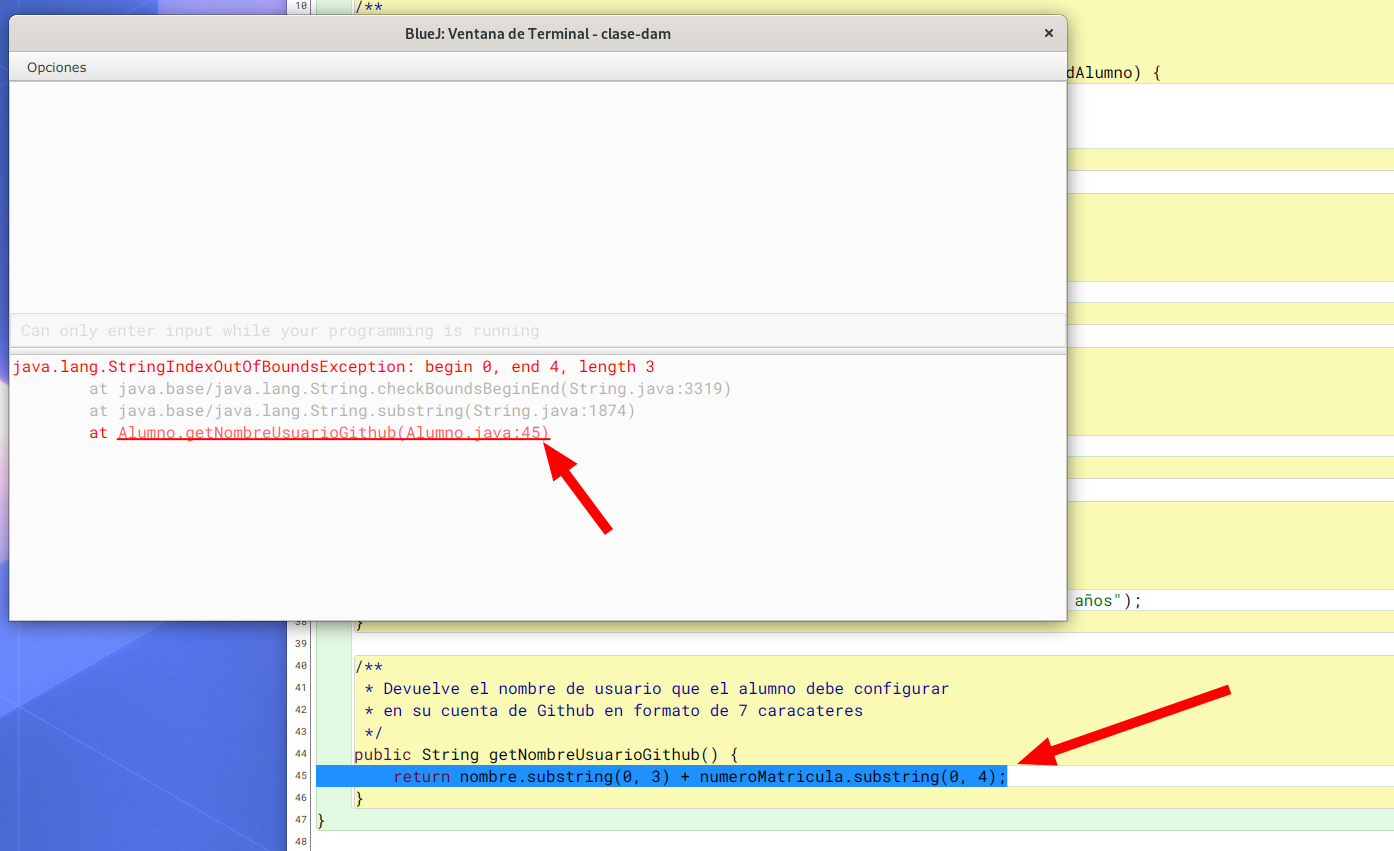 10 /**
BlueJ: Ventana de Terminal - clase-dam ×
Opciones
dAlumno) {
Can only enter input while your programming is running
java.lang.StringIndexOutOfBoundsException: begin 0, end 4, length 3
at java.base/java.lang.String.checkBoundsBeginEnd(String.java:3319)
at java.base/java.lang.String.substring(String.java:1874)
at Alumno.getNombreUsuarioGithub(Alumno.java:45)
años");
38 }
39
40 /**
41 * Devuelve el nombre de usuario que el alumno debe configurar
42 * en su cuenta de Github en formato de 7 caracateres
43 */
44 public String getNombreUsuarioGithub() {
45 return nombre.substring(0, 3) + numeroMatricula.substring(0, 4);
46 }
47 }
48